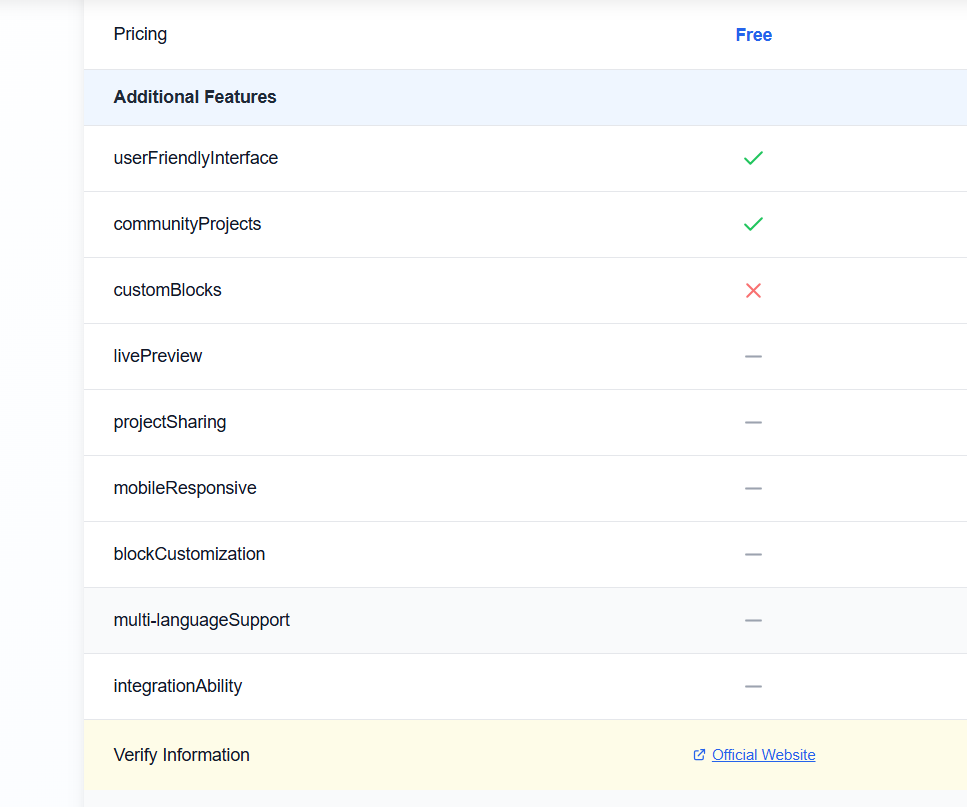 Pricing Free
Additional Features
userFriendlyInterface
communityProjects
customBlocks
livePreview —
projectSharing —
mobileResponsive —
blockCustomization —
multi-languageSupport —
integrationAbility —
Verify Information Official Website